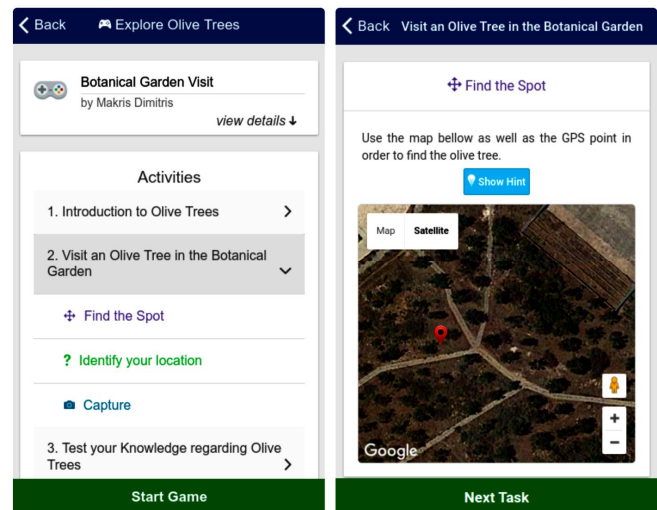 Back
Explore Olive Trees
Botanical Garden Visit
by Makris Dimitris
view details
Activities
1. Introduction to Olive Trees
2. Visit an Olive Tree in the Botanical
Garden
Find the Spot
? Identify your location
Capture
3. Test your Knowledge regarding Olive
Trees
Start Game
Back
Visit an Olive Tree in the Botanical Garden
Find the Spot
Use the map bellow as well as the GPS point in
order to find the olive tree.
Show Hint
Map
Satellite
+
−
Google
Next Task